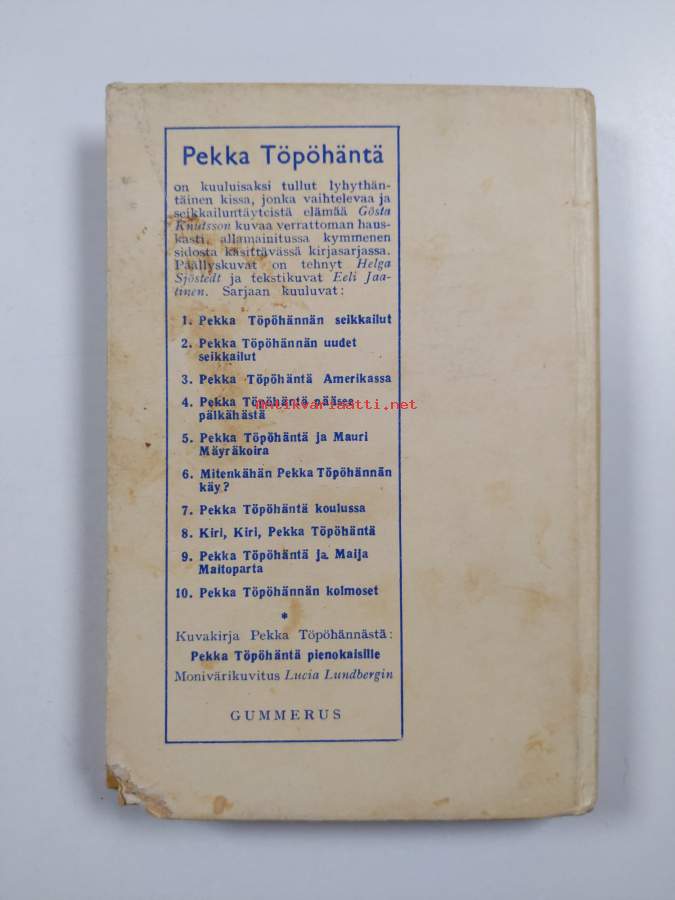 Pekka Töpöhäntä
on kuuluisaksi tullut lyhythän-
täinen kissa, jonka vaihtelevaa ja
seikkailuntäyteistä elämää Gösta
Knutsson kuvaa verrattoman haus-
kasti allamainitussa kymmenen
sidosta käsittävässä kirjasarjassa.
Päällyskuvat on tehnyt Helga
Sjöstedt ja tekstikuvat Eeli Jaa-
tinen. Sarjaan kuuluvat:
1. Pekka Töpöhännän seikkailut
2. Pekka Töpöhännän uudet
seikkailut
3. Pekka Töpöhäntä Amerikassa
4. Pekka Töpöhäntä pääsee
pälkähästä
antikvariaatti.net
5. Pekka Töpöhäntä ja Mauri
Mäyräkoira
6. Mitenkähän Pekka Töpöhännän
käy?
7. Pekka Töpöhäntä koulussa
8. Kiri, Kiri, Pekka Töpöhäntä
9. Pekka Töpöhäntä ja Maija
Maitoparta
10. Pekka Töpöhännän kolmoset
*
Kuvakirja Pekka Töpöhännästä:
Pekka Töpöhäntä pienokaisille
Monivärikuvitus Lucia Lundbergin
GUMMERUS